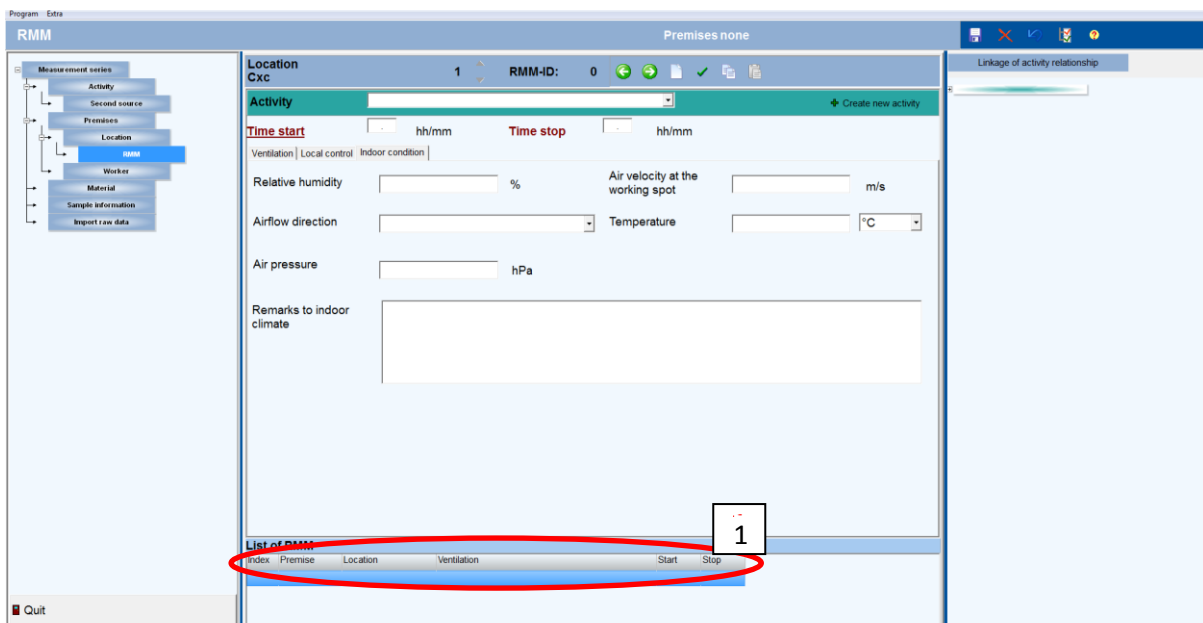 Program Extra
RMM Premises none
Measurement series
Activity
Second source
Premises
Location
RMM
Worker
Material
Sample information
Import raw data
Quit
Location
Cxc 1 RMM-ID: 0
Activity Create new activity
Time start hh/mm Time stop hh/mm
Ventilation Local control Indoor condition
Relative humidity % Air velocity at the
working spot m/s
Airflow direction Temperature °C
Air pressure hPa
Remarks to indoor
climate
1
List of RMM
Index Premise Location Ventilation Start Stop
Linkage of activity relationship